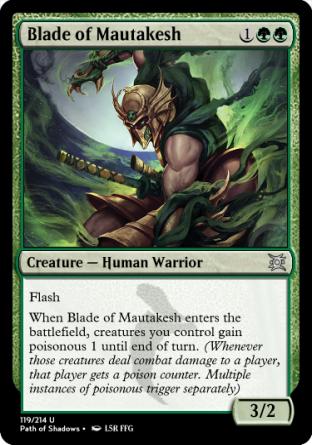 Blade of Mautakesh 1
Creature — Human Warrior
Flash
When Blade of Mautakesh enters the
battlefield, creatures you control gain
poisonous 1 until end of turn. (Whenever
those creatures deal combat damage to a player,
that player gets a poison counter. Multiple
instances of poisonous trigger separately)
3/2
119/214 U
Path of Shadows • LSR FFG